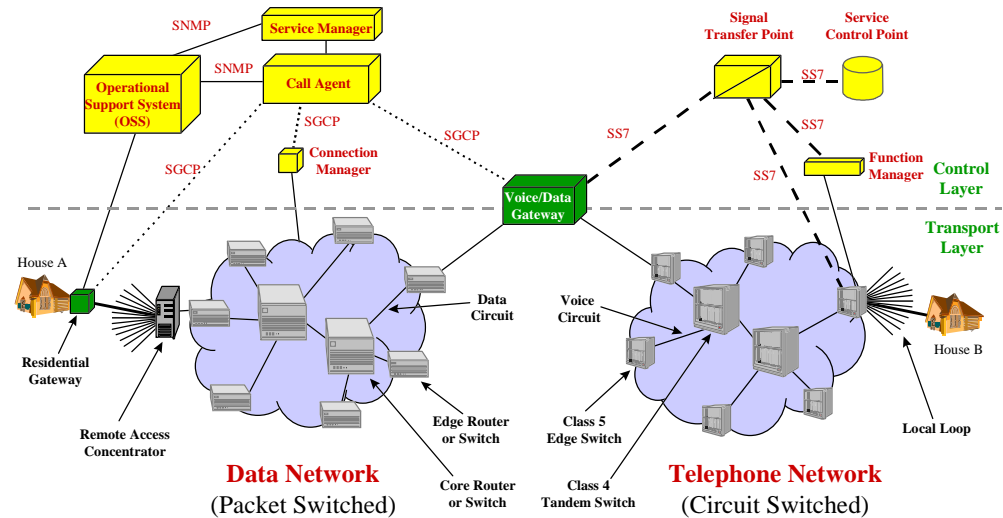 SNMP
Service Manager
Signal
Transfer Point
Service
Control Point
SNMP
Operational
Support System
(OSS)
Call Agent
SS7
SGCP
SGCP
SS7
SS7
SGCP
Connection
Manager
SS7
Function
Manager
Control
Layer
Voice/Data
Gateway
Transport
Layer
House A
Data
Circuit
Voice
Circuit
House B
Residential
Gateway
Remote Access
Concentrator
Edge Router
or Switch
Class 5
Edge Switch
Local Loop
Data Network
(Packet Switched)
Core Router
or Switch
Class 4
Tandem Switch
Telephone Network
(Circuit Switched)